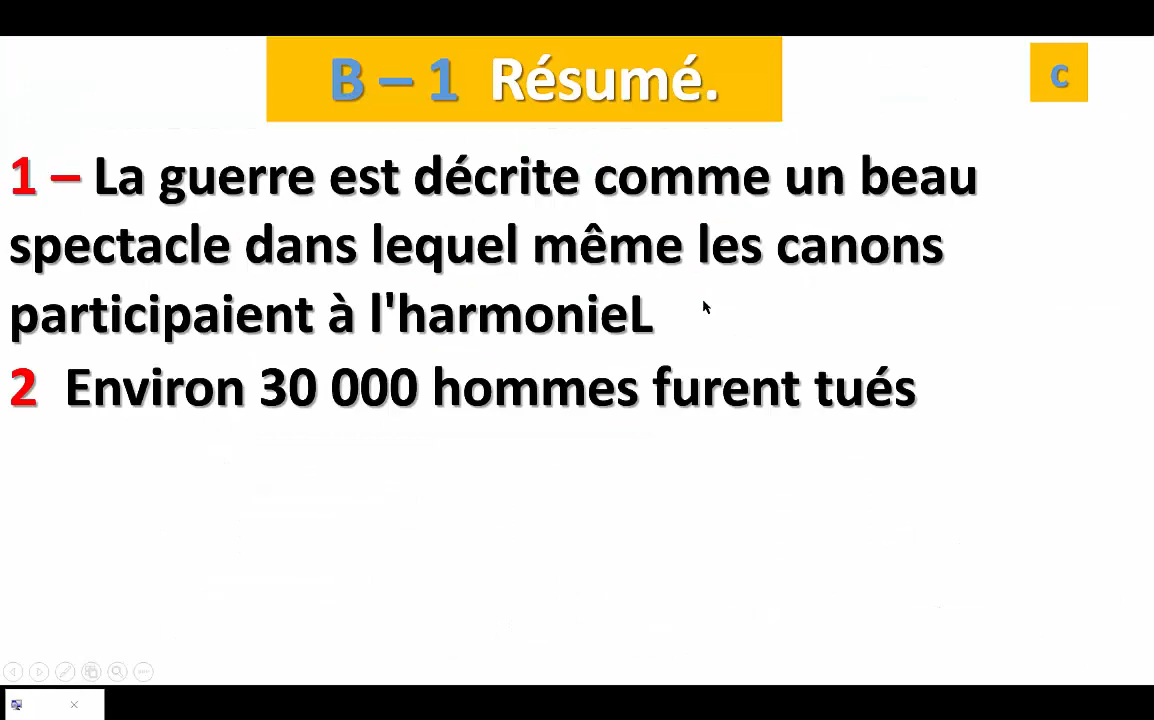 B – 1 Résumé.
c
1 – La guerre est décrite comme un beau
spectacle dans lequel même les canons
participaient à l'harmonieL
2 Environ 30 000 hommes furent tués